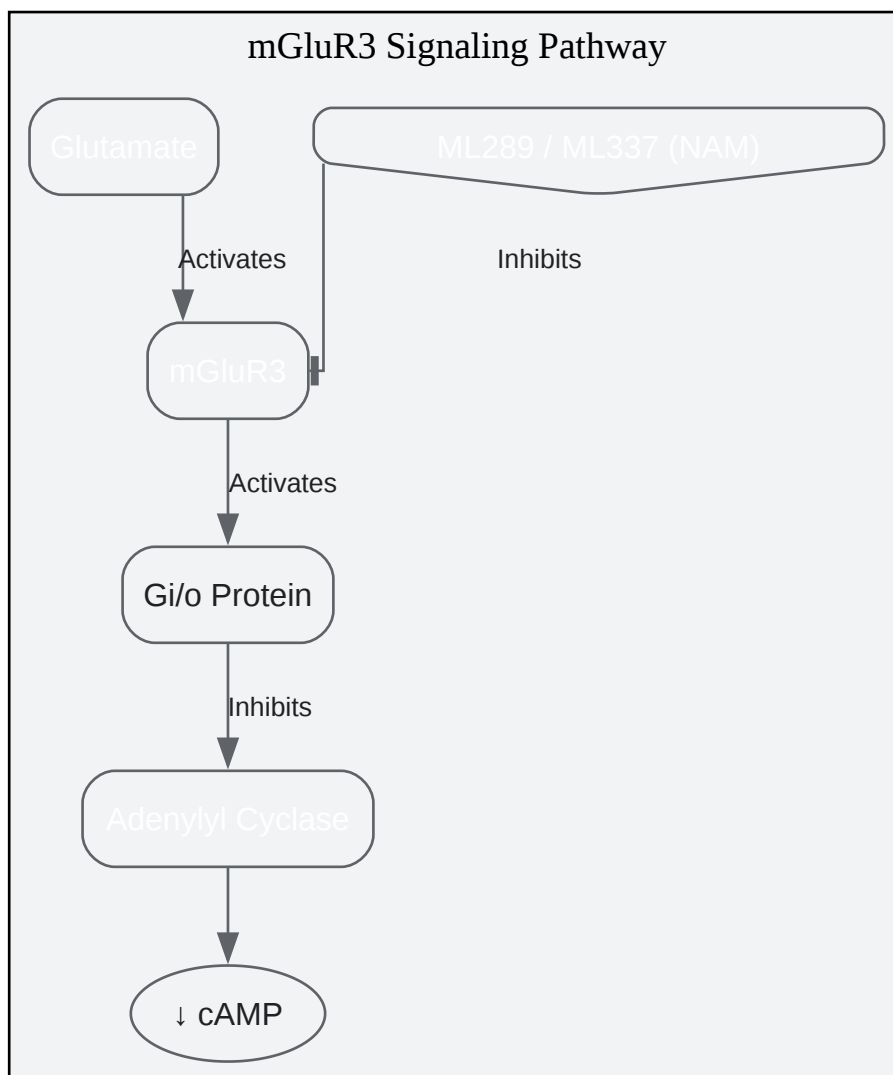 mGluR3 Signaling Pathway
Glutamate
ML289 / ML337 (NAM)
Activates
Inhibits
mGluR3
Activates
Gi/o Protein
Inhibits
Adenylyl Cyclase
↓ cAMP